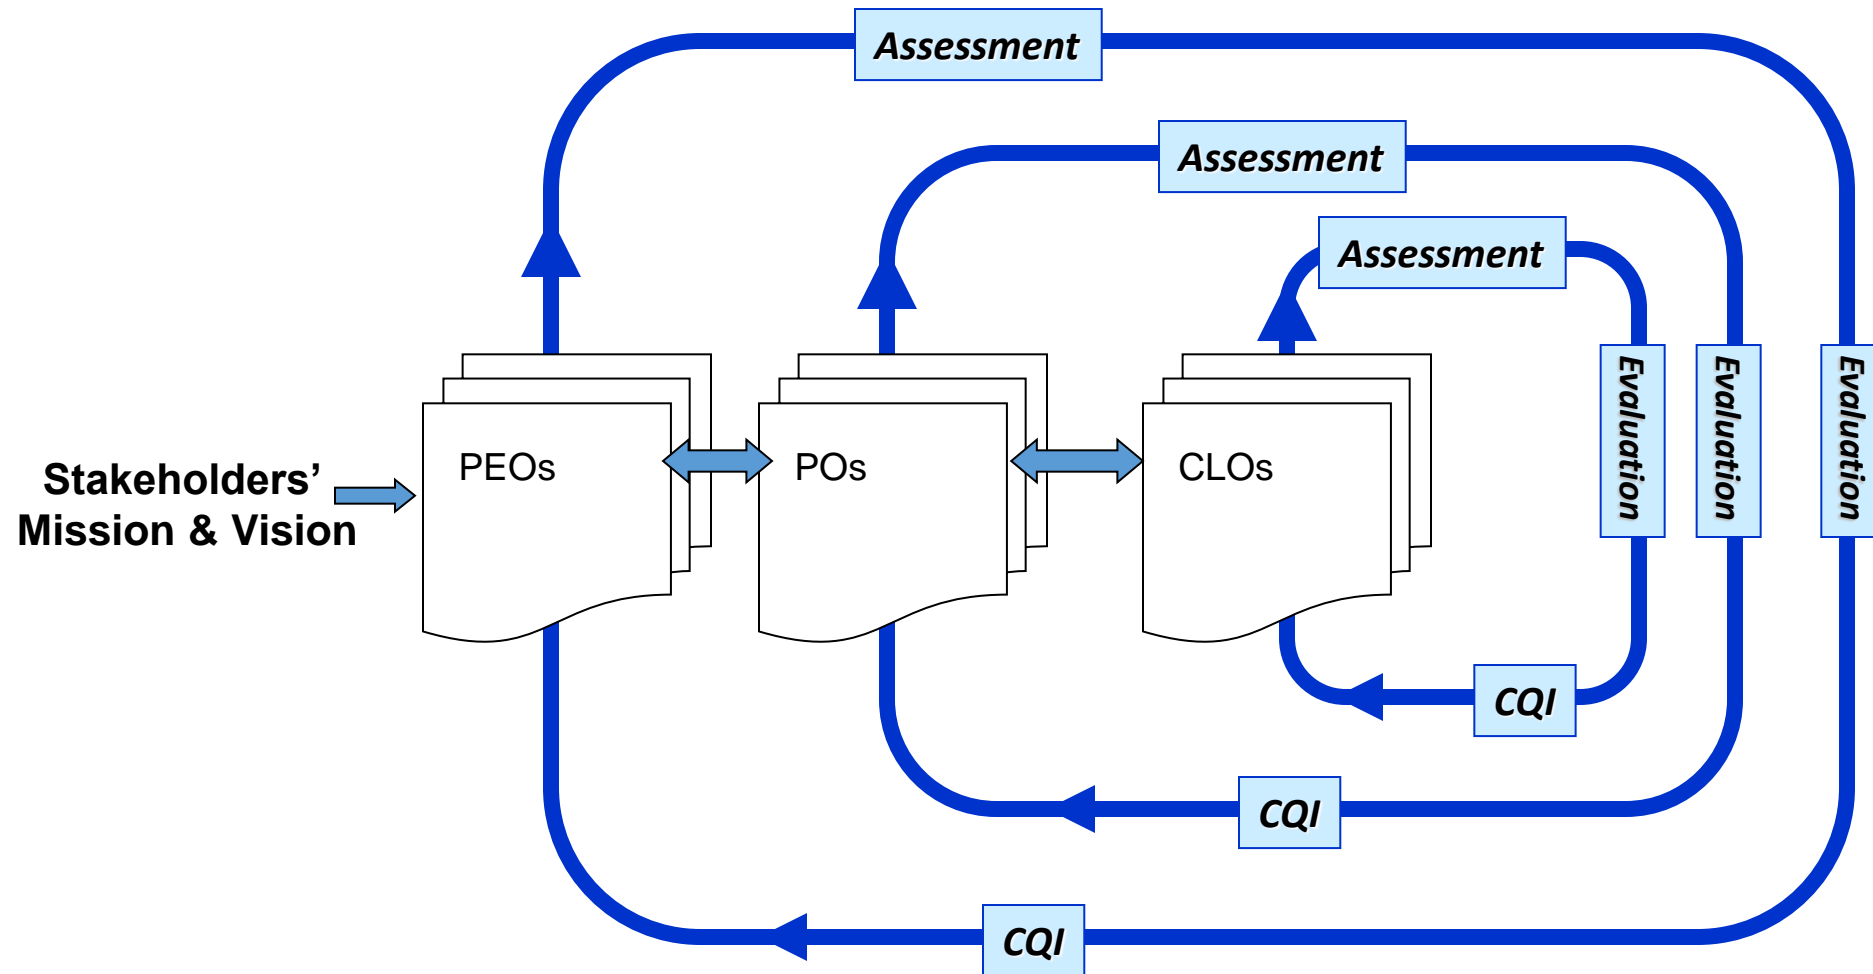 Assessment
Assessment
Assessment
Evaluation
Evaluation
Evaluation
PEOs
POs
CLOs
Stakeholders’
Mission & Vision
CQI
CQI
CQI